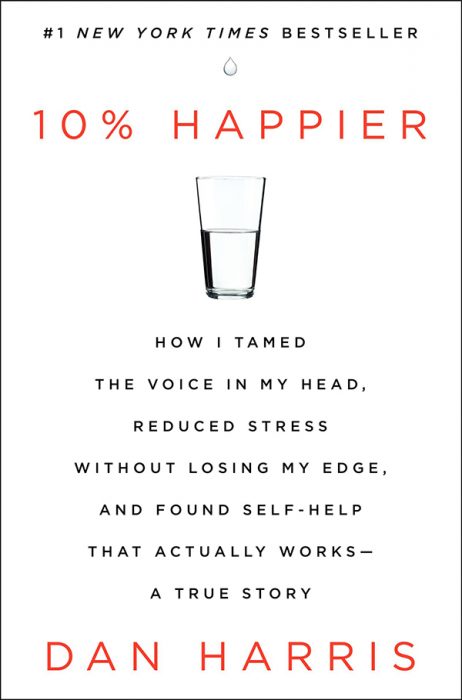 #1 NEW YORK TIMES BESTSELLER
10% HAPPIER
HOW I TAMED
THE VOICE IN MY HEAD,
REDUCED STRESS
WITHOUT LOSING MY EDGE,
AND FOUND SELF-HELP
THAT ACTUALLY WORKS—
A TRUE STORY
DAN HARRIS